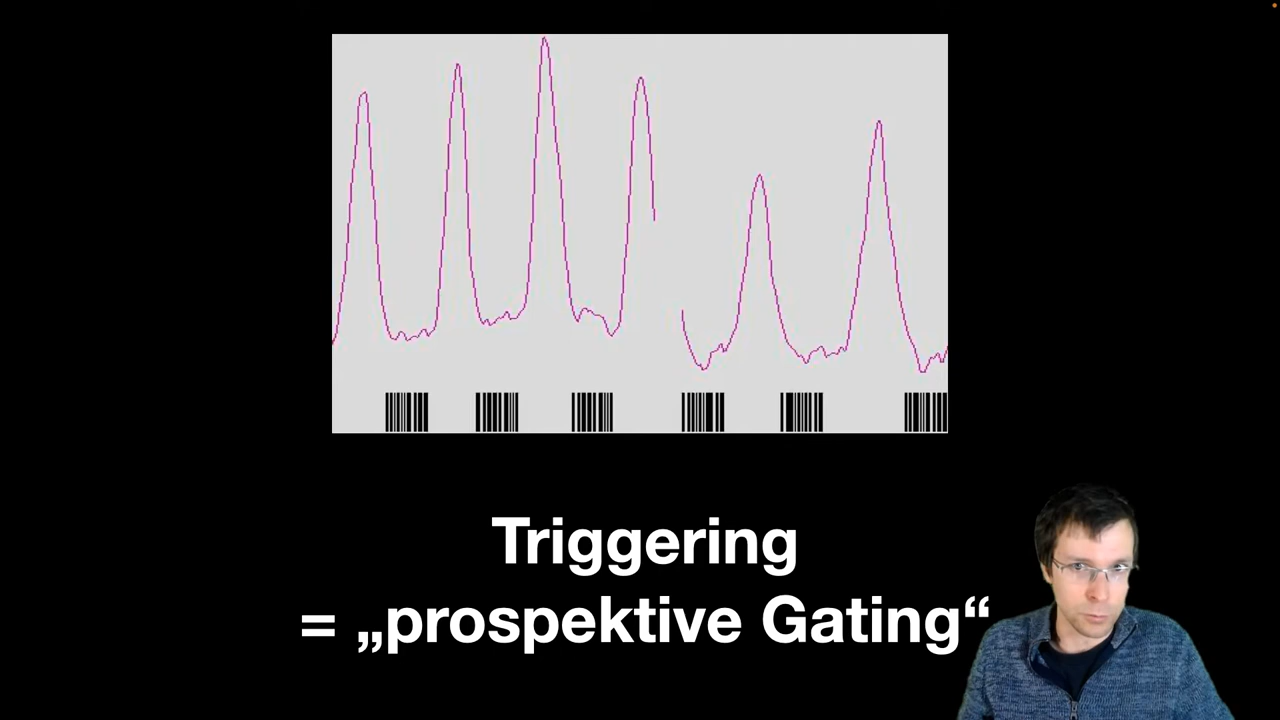 Triggering
= „prospektive Gating“